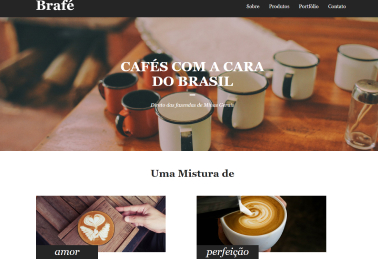 Brafé
Sobre Produtos Portfólio Contato
CAFÉS COM A CARA
DO BRASIL
Direto das fazendas de Minas Gerais
Uma Mistura de
amor
perfeição